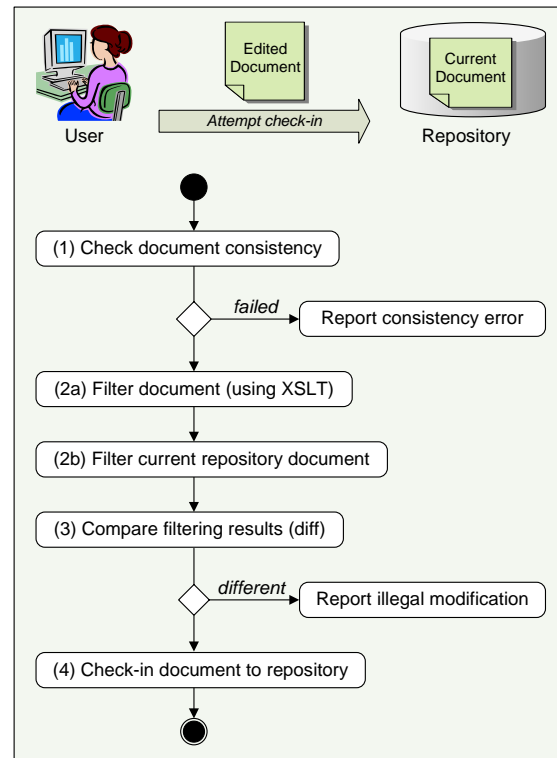 Edited
Document
Current
Document
Attempt check-in
User
Repository
(1) Check document consistency
failed
Report consistency error
(2a) Filter document (using XSLT)
(2b) Filter current repository document
(3) Compare filtering results (diff)
different
Report illegal modification
(4) Check-in document to repository